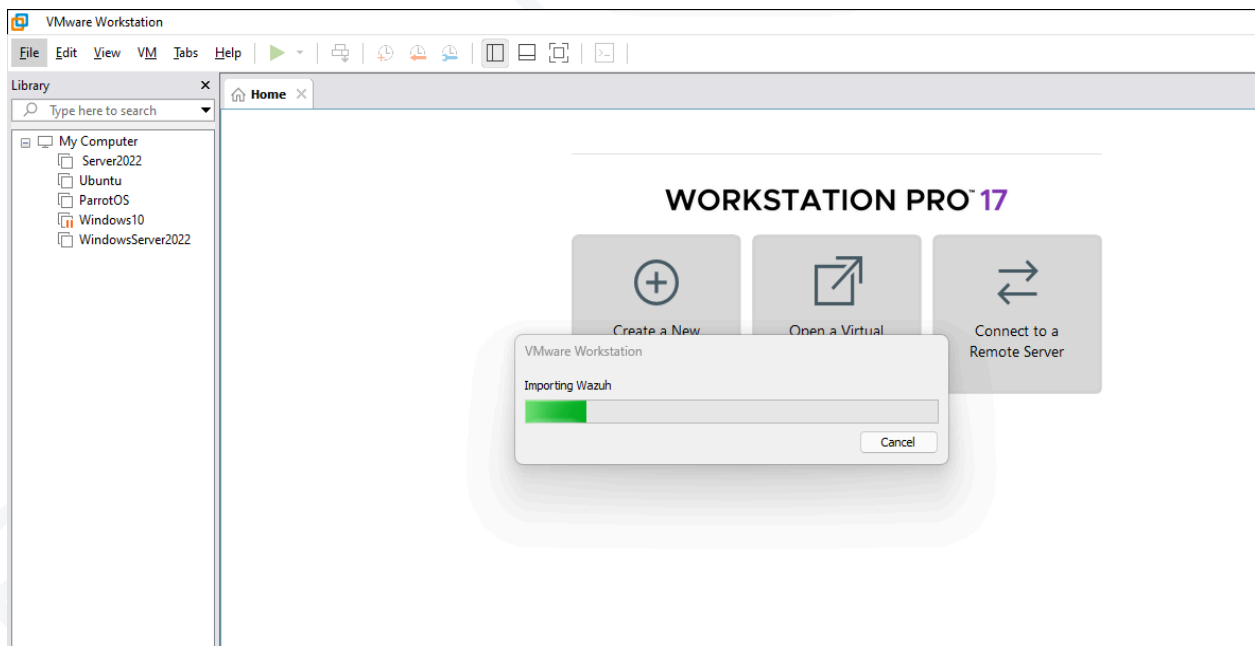 VMware Workstation
File Edit View VM Tabs Help
Library
Type here to search
My Computer
Server2022
Ubuntu
ParrotOS
Windows10
WindowsServer2022
Home
WORKSTATION PRO™ 17
Create a New
Open a Virtual
Connect to a
Remote Server
VMware Workstation
Importing Wazuh
Cancel